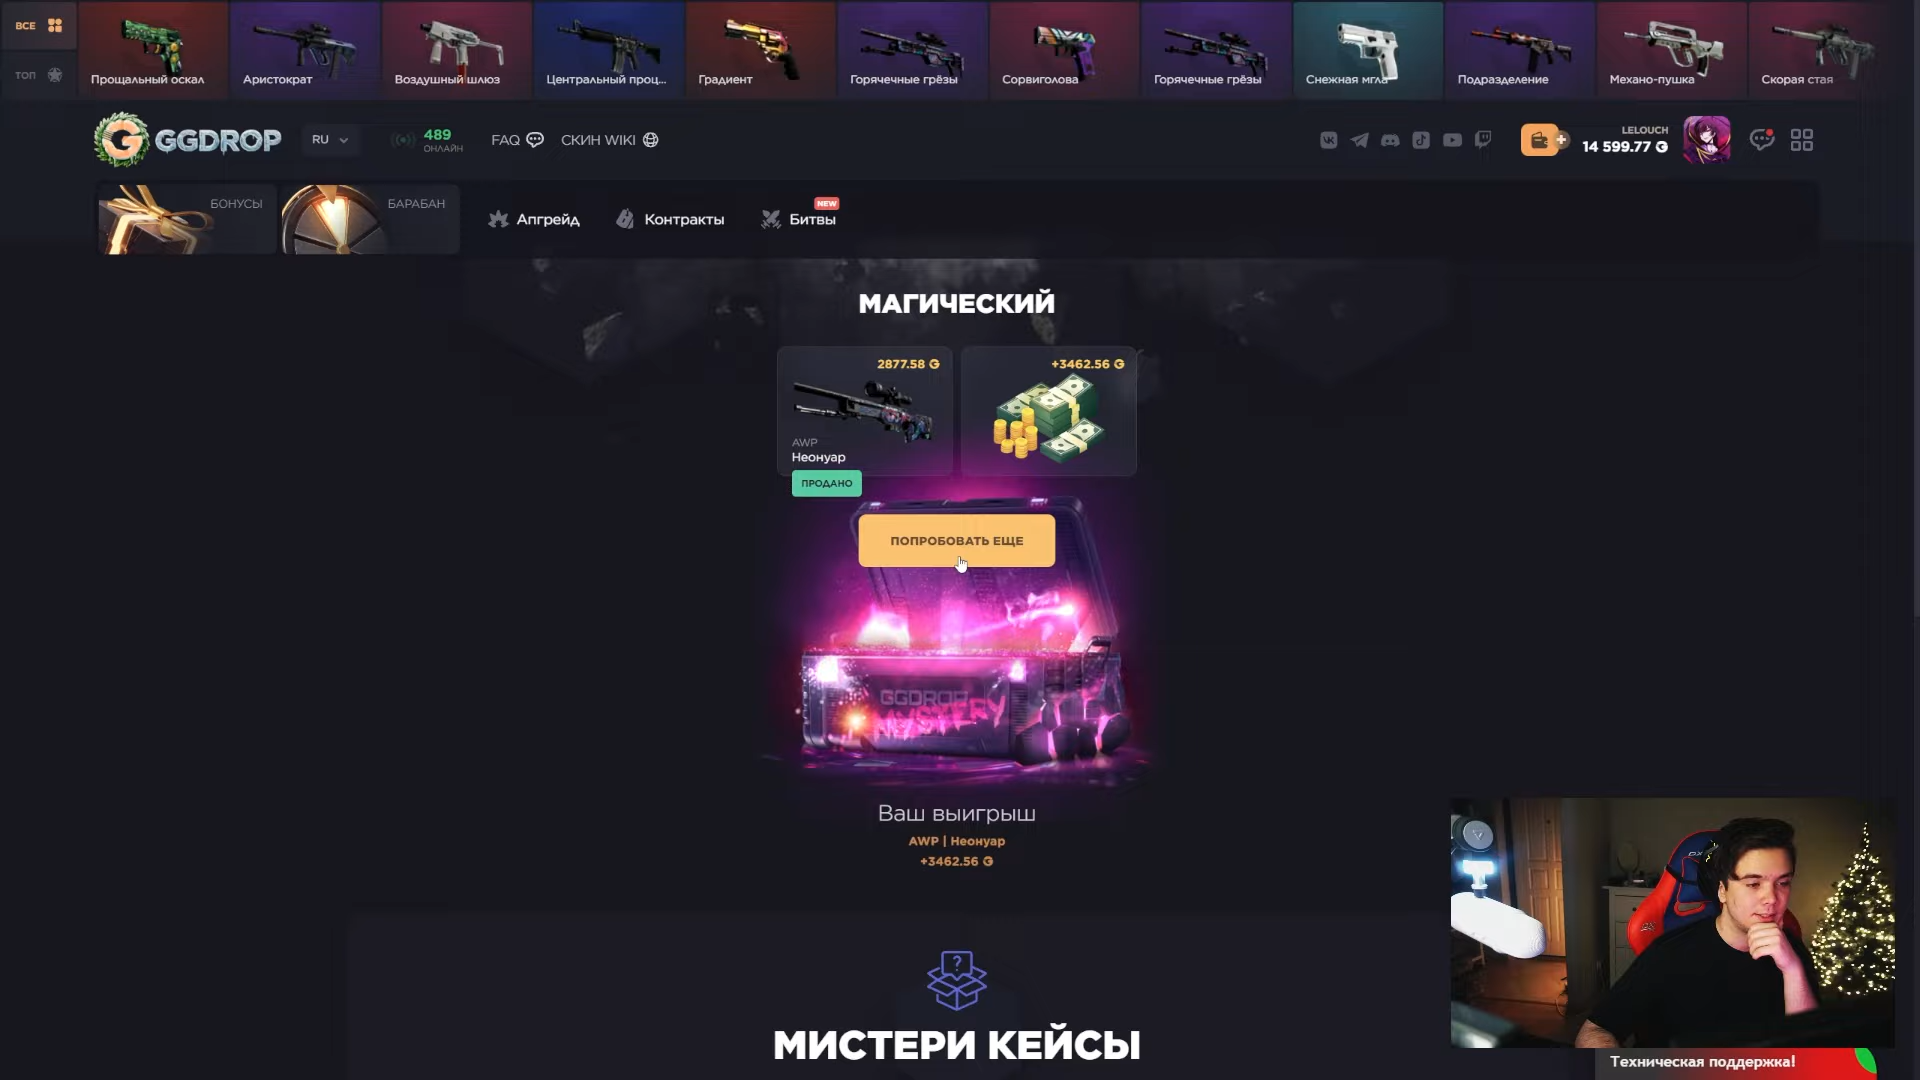 ВСЕ
ТОП
Прощальный оскал
Аристократ
Воздушный шлюз
Центральный проц...
Градиент
Горячечные грёзы
Сорвиголова
Горячечные грёзы
Снежная мгла
Подразделение
Механо-пушка
Скорая стая
GGDROP
RU
489
ОНЛАЙН
FAQ
СКИН WIKI
LELOUCH
14 599.77 G
БОНУСЫ
БАРАБАН
Апгрейд
Контракты
Битвы
NEW
МАГИЧЕСКИЙ
2877.58 G
AWP
Неонуар
ПРОДАНО
+3462.56 G
ПОПРОБОВАТЬ ЕЩЕ
GGDROP
MYSTERY
Ваш выигрыш
AWP | Неонуар
+3462.56 G
МИСТЕРИ КЕЙСЫ
Техническая поддержка!